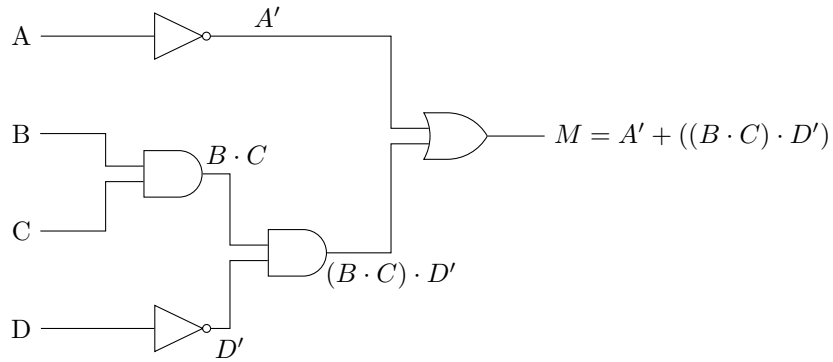 A
A′
B
B · C
M = A′ + ((B · C) · D′)
C
(B · C) · D′
D
D′